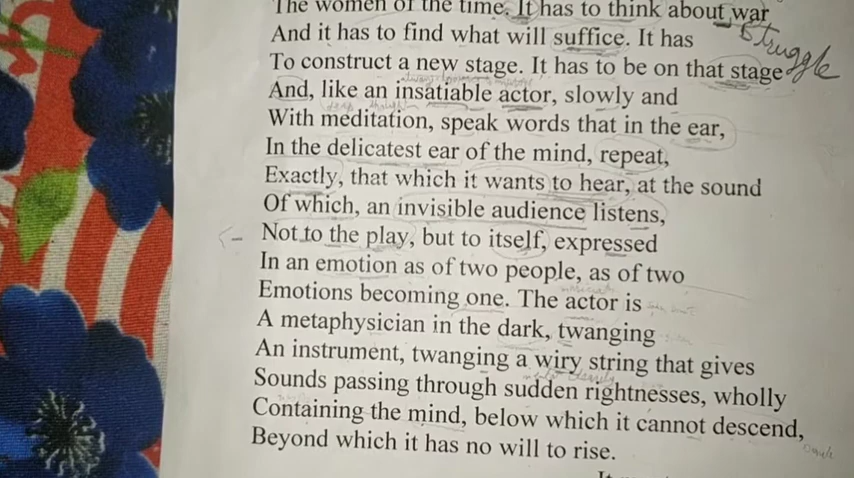 The women of the time. It has to think about war
And it has to find what will suffice. It has
struggle
To construct a new stage. It has to be on that stage
And, like an insatiable actor, slowly and
With meditation, speak words that in the ear,
In the delicatest ear of the mind, repeat,
Exactly, that which it wants to hear, at the sound
Of which, an invisible audience listens,
Not to the play, but to itself, expressed
In an emotion as of two people, as of two
Emotions becoming one. The actor is
A metaphysician in the dark, twanging
An instrument, twanging a wiry string that gives
Sounds passing through sudden rightnesses, wholly
Containing the mind, below which it cannot descend,
Beyond which it has no will to rise.